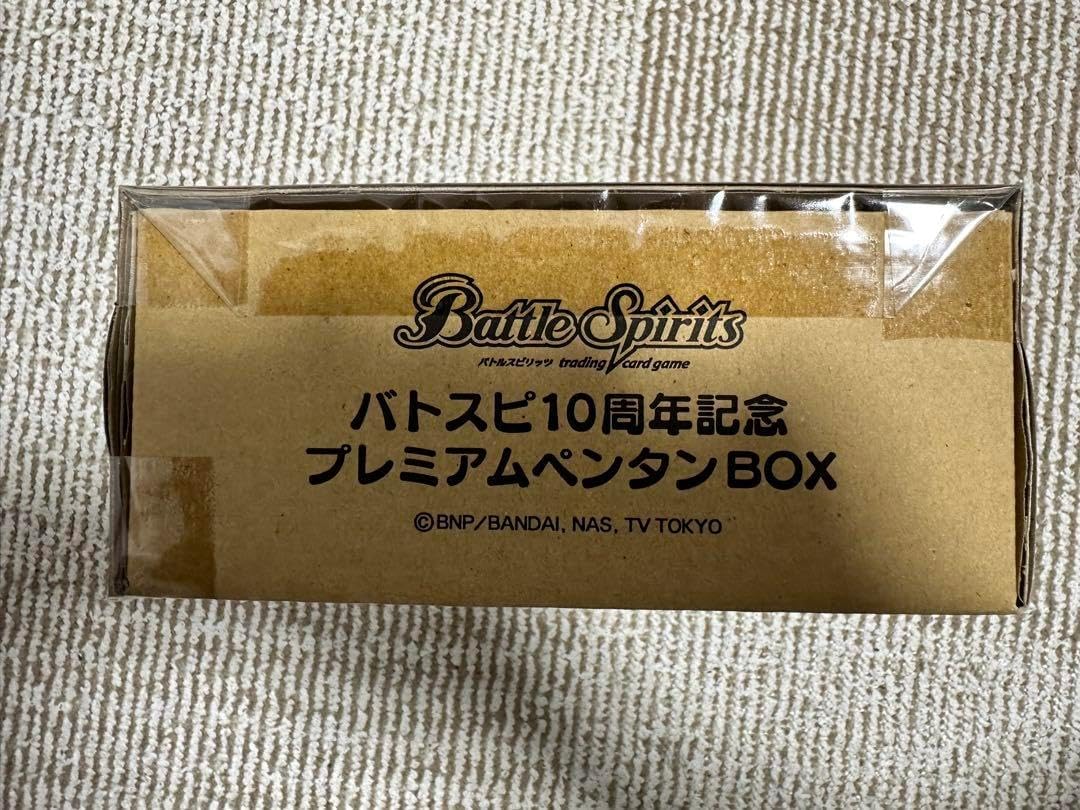 Battle Spirits
バトルスピリッツ trading card game
バトスピ10周年記念
プレミアムペンタンBOX
©BNP/BANDAI, NAS, TV TOKYO